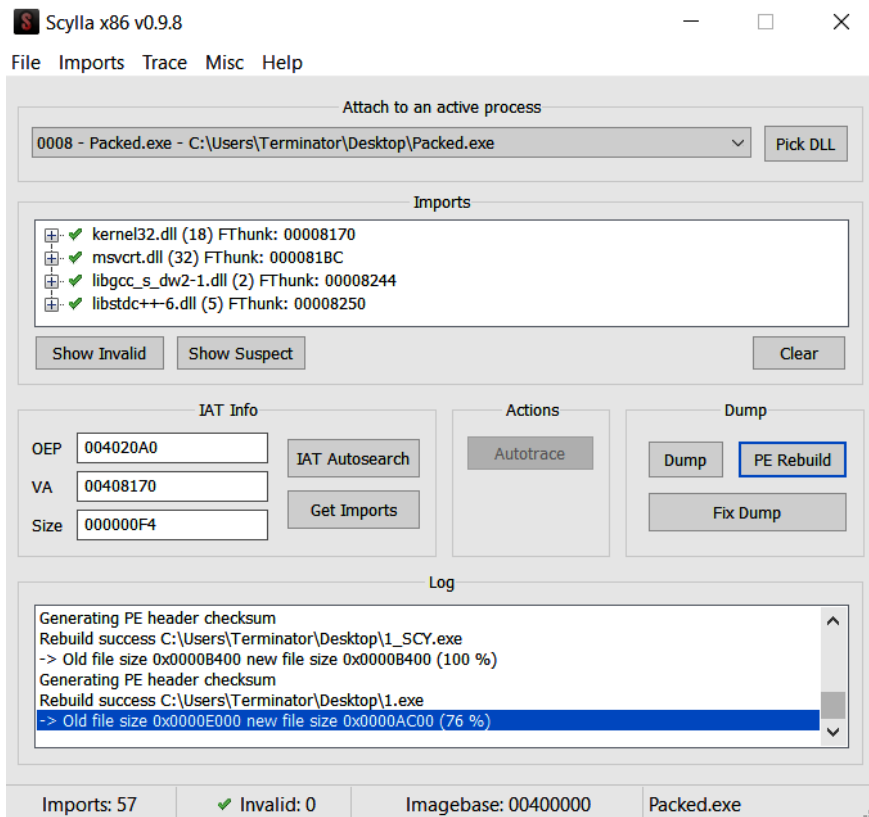 Scylla x86 v0.9.8
File Imports Trace Misc Help
Attach to an active process
0008 - Packed.exe - C:\Users\Terminator\Desktop\Packed.exe
Pick DLL
Imports
kernel32.dll (18) FThunk: 00008170
msvcrt.dll (32) FThunk: 000081BC
libgcc_s_dw2-1.dll (2) FThunk: 00008244
libstdc++-6.dll (5) FThunk: 00008250
Show Invalid Show Suspect Clear
IAT Info
OEP 004020A0
VA 00408170
Size 000000F4
IAT Autosearch
Get Imports
Actions
Autotrace
Dump
Dump PE Rebuild
Fix Dump
Log
Generating PE header checksum
Rebuild success C:\Users\Terminator\Desktop\1_SCY.exe
-> Old file size 0x0000B400 new file size 0x0000B400 (100 %)
Generating PE header checksum
Rebuild success C:\Users\Terminator\Desktop\1.exe
-> Old file size 0x0000E000 new file size 0x0000AC00 (76 %)
Imports: 57 Invalid: 0 Imagebase: 00400000 Packed.exe